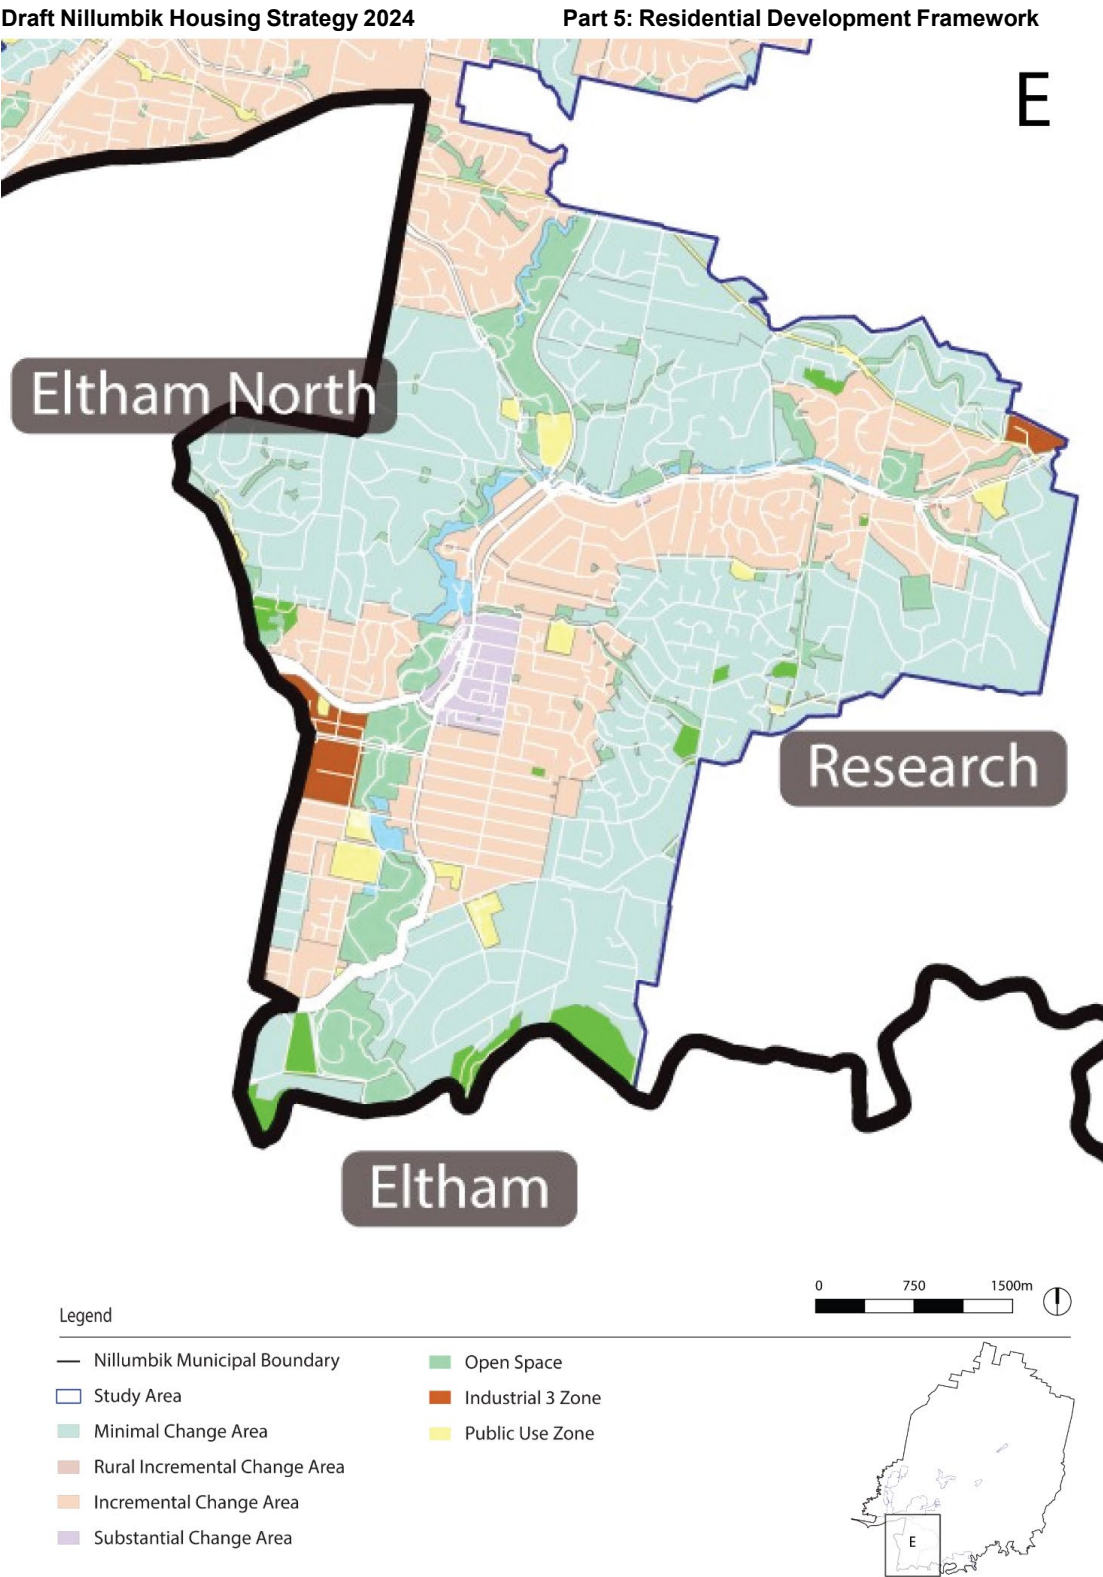 Draft Nillumbik Housing Strategy 2024 Part 5: Residential Development Framework
E
Eltham North
Research
Eltham
0 750 1500m
Legend
Nillumbik Municipal Boundary
Study Area
Minimal Change Area
Rural Incremental Change Area
Incremental Change Area
Substantial Change Area
Open Space
Industrial 3 Zone
Public Use Zone
E